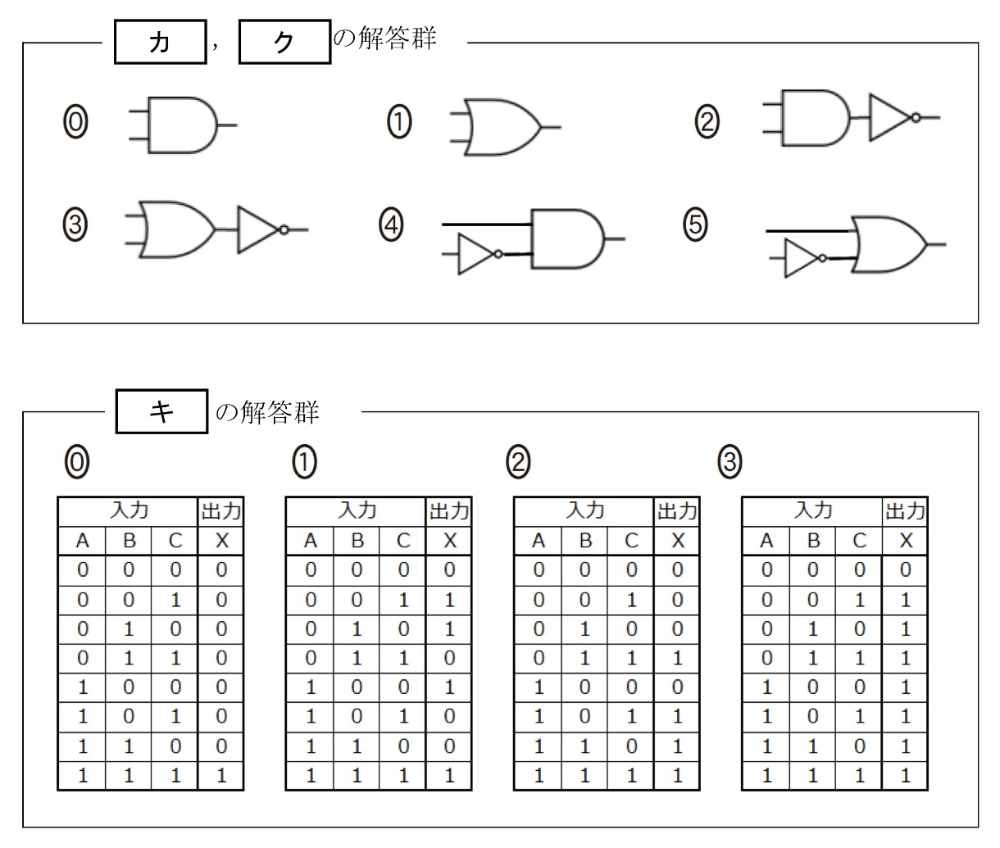 カ , ク の解答群
⓪ ① ②
③ ④ ⑤
キ の解答群
⓪ ① ② ③
入力 出力 入力 出力 入力 出力 入力 出力
A B C X A B C X A B C X A B C X
0 0 0 0 0 0 0 0 0 0 0 0 0 0 0 0
0 0 1 0 0 0 1 1 0 0 1 0 0 0 1 1
0 1 0 0 0 1 0 1 0 1 0 0 0 1 0 1
0 1 1 0 0 1 1 0 0 1 1 1 0 1 1 1
1 0 0 0 1 0 0 1 1 0 0 0 1 0 0 1
1 0 1 0 1 0 1 0 1 0 1 1 1 0 1 1
1 1 0 0 1 1 0 0 1 1 0 1 1 1 0 1
1 1 1 1 1 1 1 1 1 1 1 1 1 1 1 1